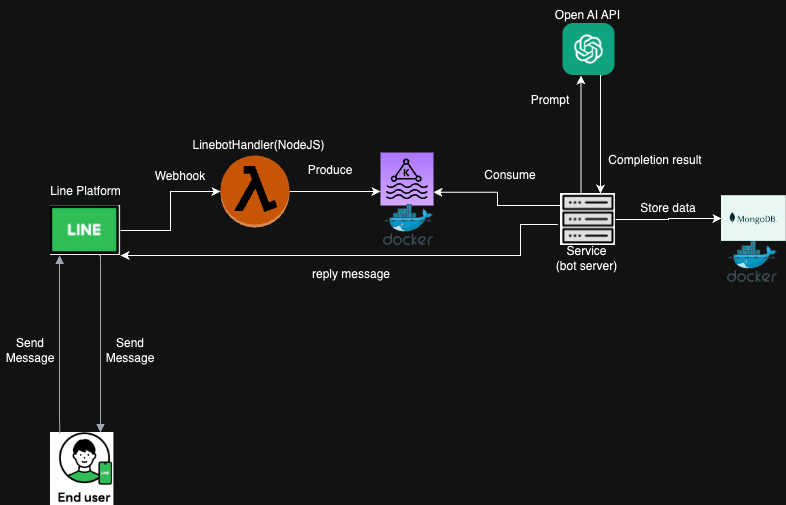 Open AI API
Prompt
Completion result
LinebotHandler(NodeJS)
Webhook
Produce
K
Consume
docker
Line Platform
LINE
Service
(bot server)
Store data
MongoDB.
docker
reply message
Send
Message
Send
Message
LINE
End user